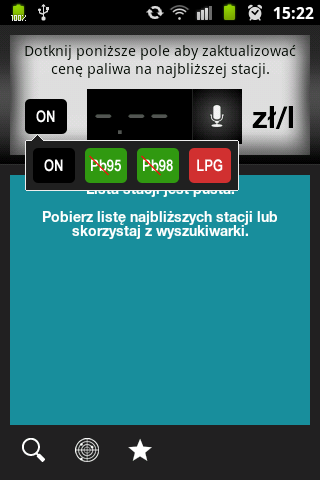 100%
15:22
Dotknij poniższe pole aby zaktualizować
cenę paliwa na najbliższej stacji.
ON
zł/l
ON Pb95 Pb98 LPG
Lista stacji jest pusta.
Pobierz listę najbliższych stacji lub
skorzystaj z wyszukiwarki.